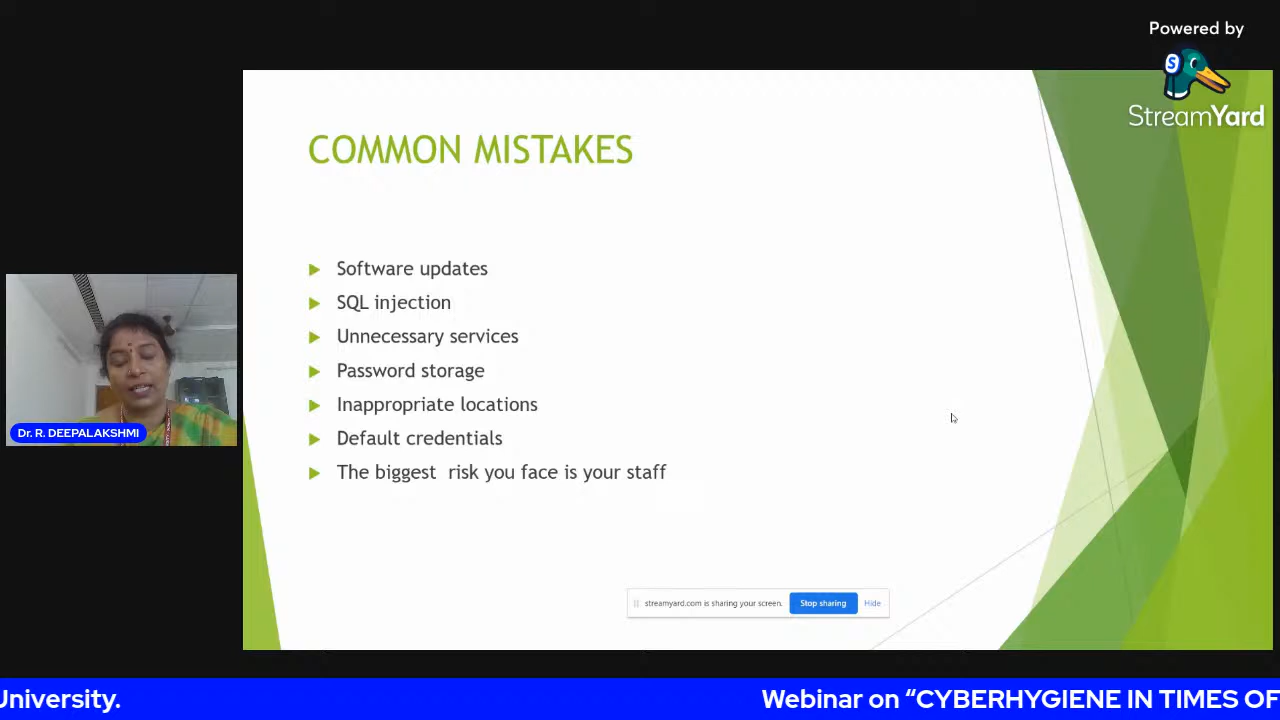 Powered by
S
StreamYard
COMMON MISTAKES
Software updates
SQL injection
Unnecessary services
Password storage
Inappropriate locations
Default credentials
The biggest  risk you face is your staff
Dr. R. DEEPALAKSHMI
streamyard.com is sharing your screen.
Stop sharing
Hide
University.
Webinar on “CYBERHYGIENE IN TIMES OF